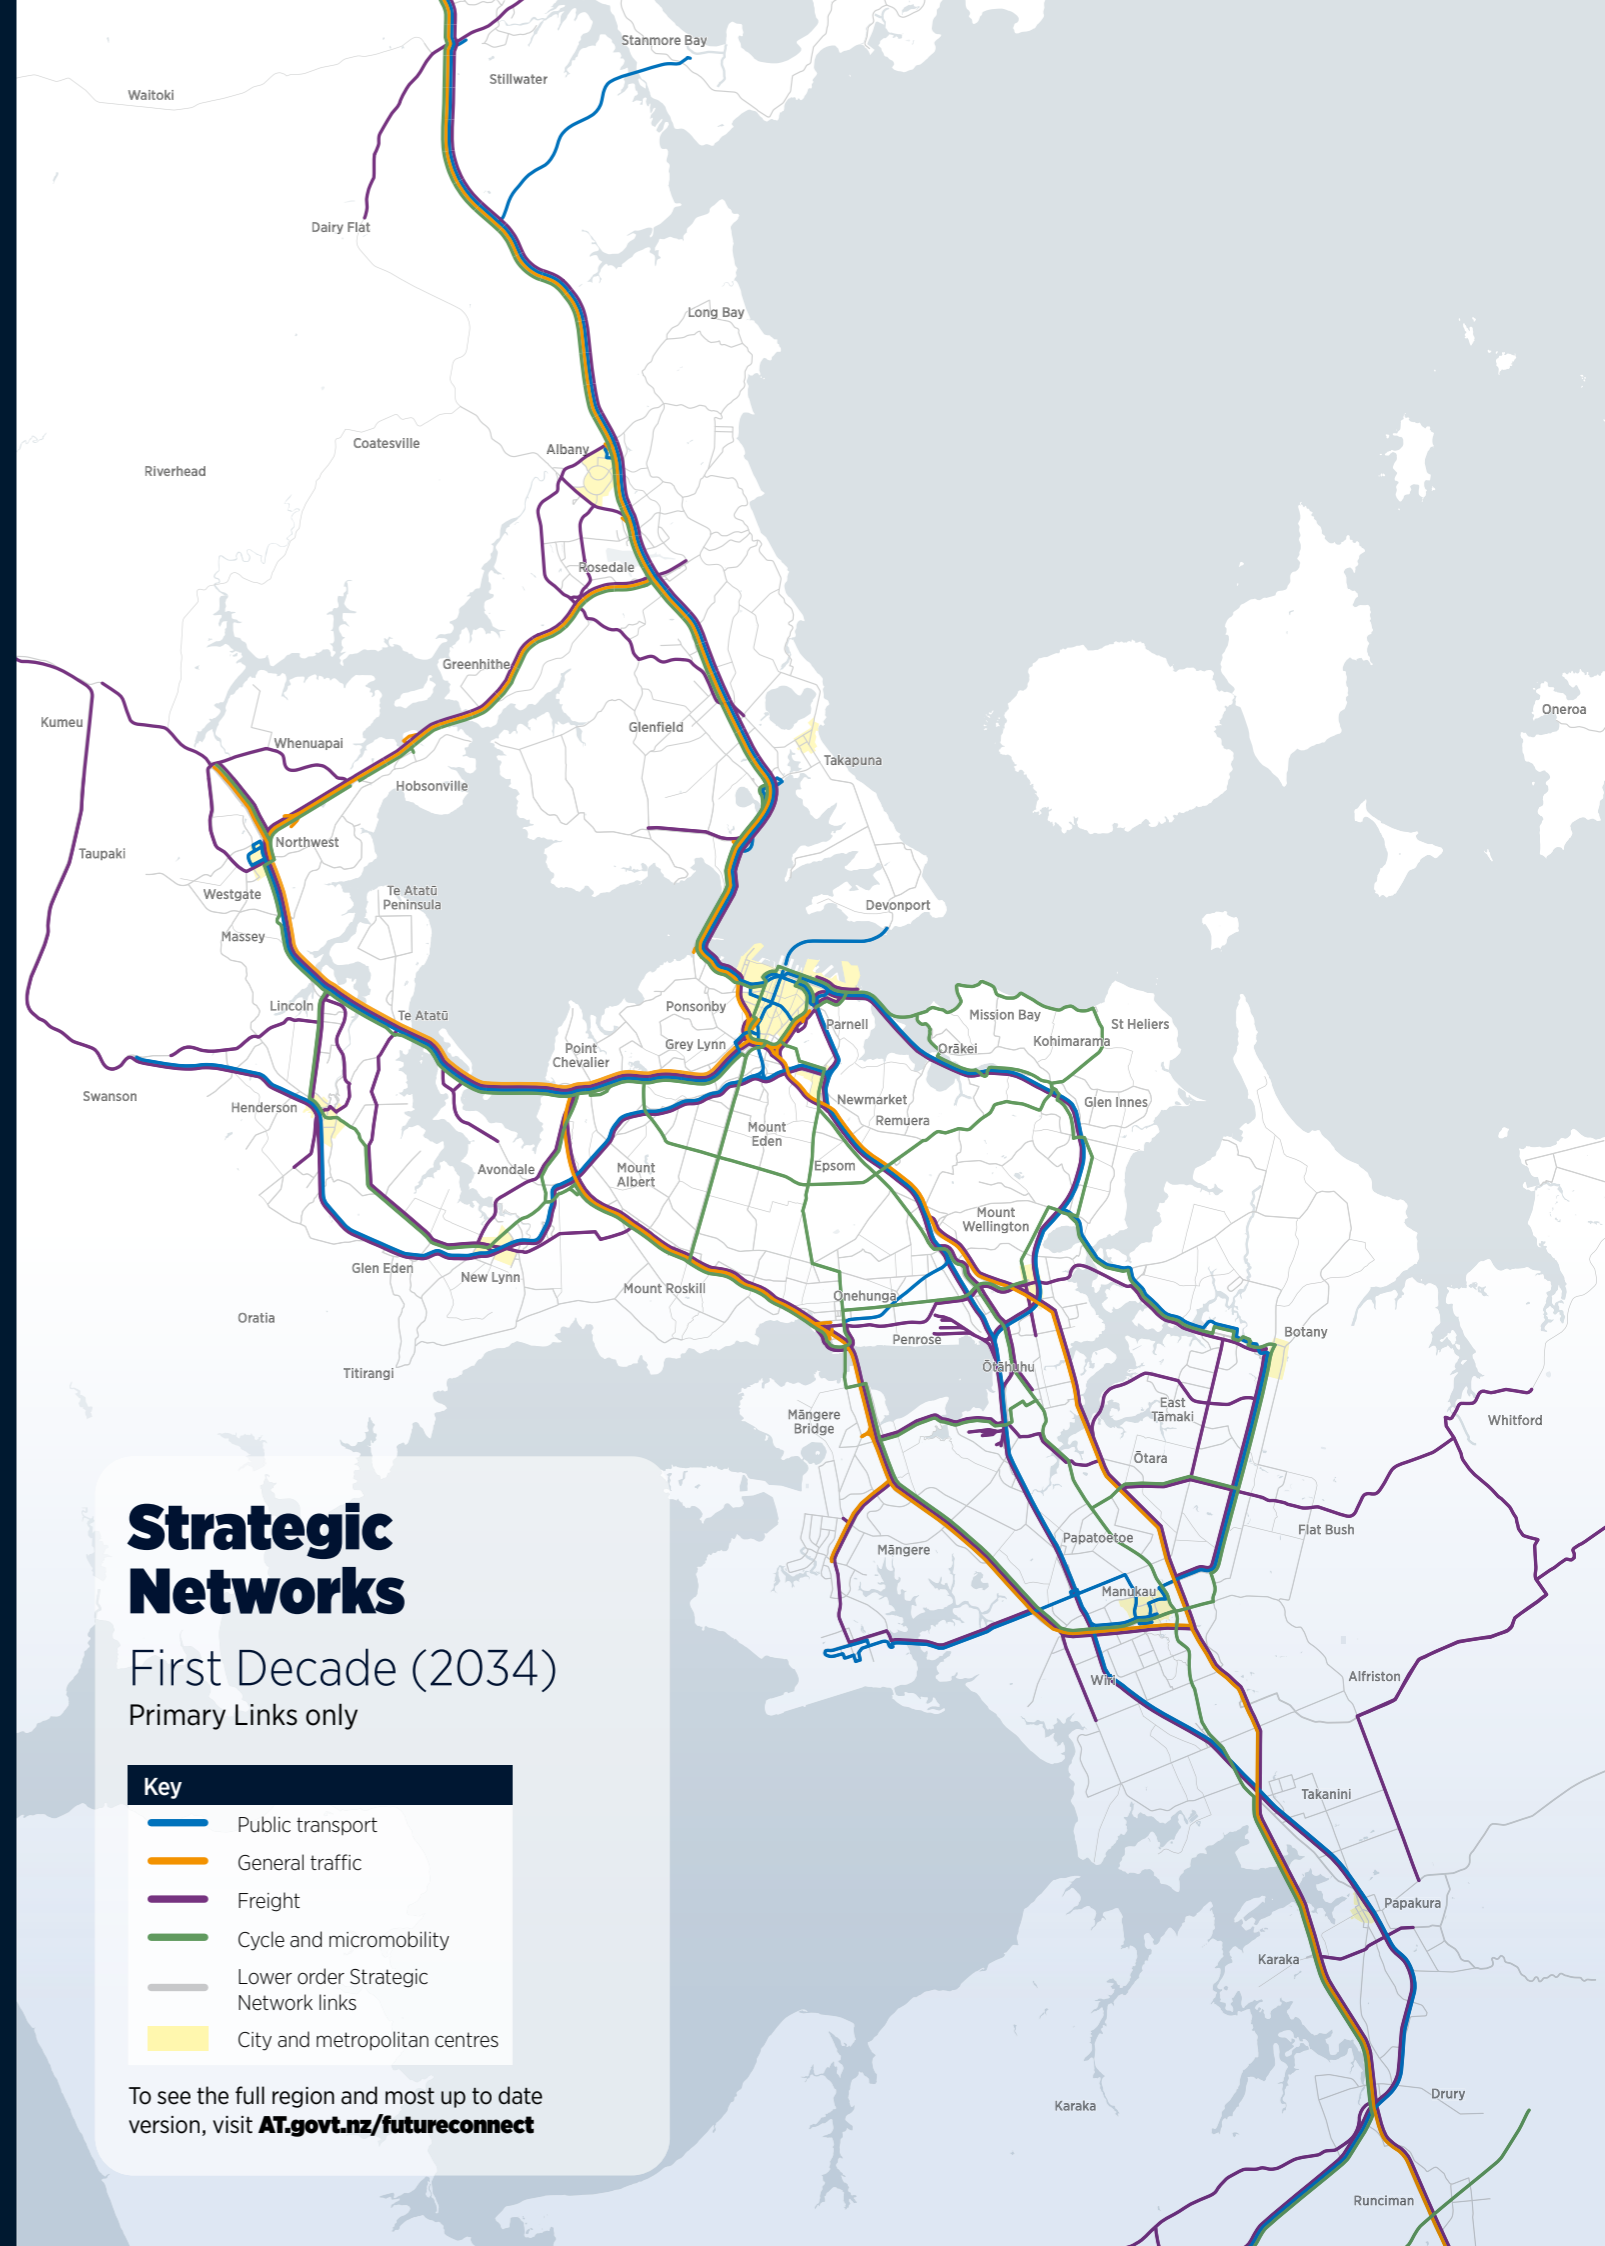 Stanmore Bay
Stillwater
Waitoki
Dairy Flat
Long Bay
Coatesville
Albany
Riverhead
Rosedale
Greenhithe
Oneroa
Kumeu
Glenfield
Whenuapai
Takapuna
Hobsonville
Northwest
Taupaki
Te Atatū
Peninsula
Westgate
Devonport
Massey
Lincoln
Ponsonby
Te Atatū
Mission Bay
Parnell
St Heliers
Grey Lynn
Kohimarama
Orākei
Point
Chevalier
Swanson
Henderson
Newmarket
Glen Innes
Remuera
Mount
Eden
Avondale
Epsom
Mount
Albert
Mount
Wellington
Glen Eden
New Lynn
Mount Roskill
Onehunga
Oratia
Penrose
Botany
Titirangi
Ōtāhuhu
East
Tāmaki
Māngere
Bridge
Whitford
Ōtara
Flat Bush
Papatoetoe
Māngere
Manukau
Wiri
Alfriston
Takanini
Papakura
Karaka
Drury
Karaka
Runciman
Strategic
Networks
First Decade (2034)
Primary Links only
Key
Public transport
General traffic
Freight
Cycle and micromobility
Lower order Strategic
Network links
City and metropolitan centres
To see the full region and most up to date
version, visit AT.govt.nz/futureconnect